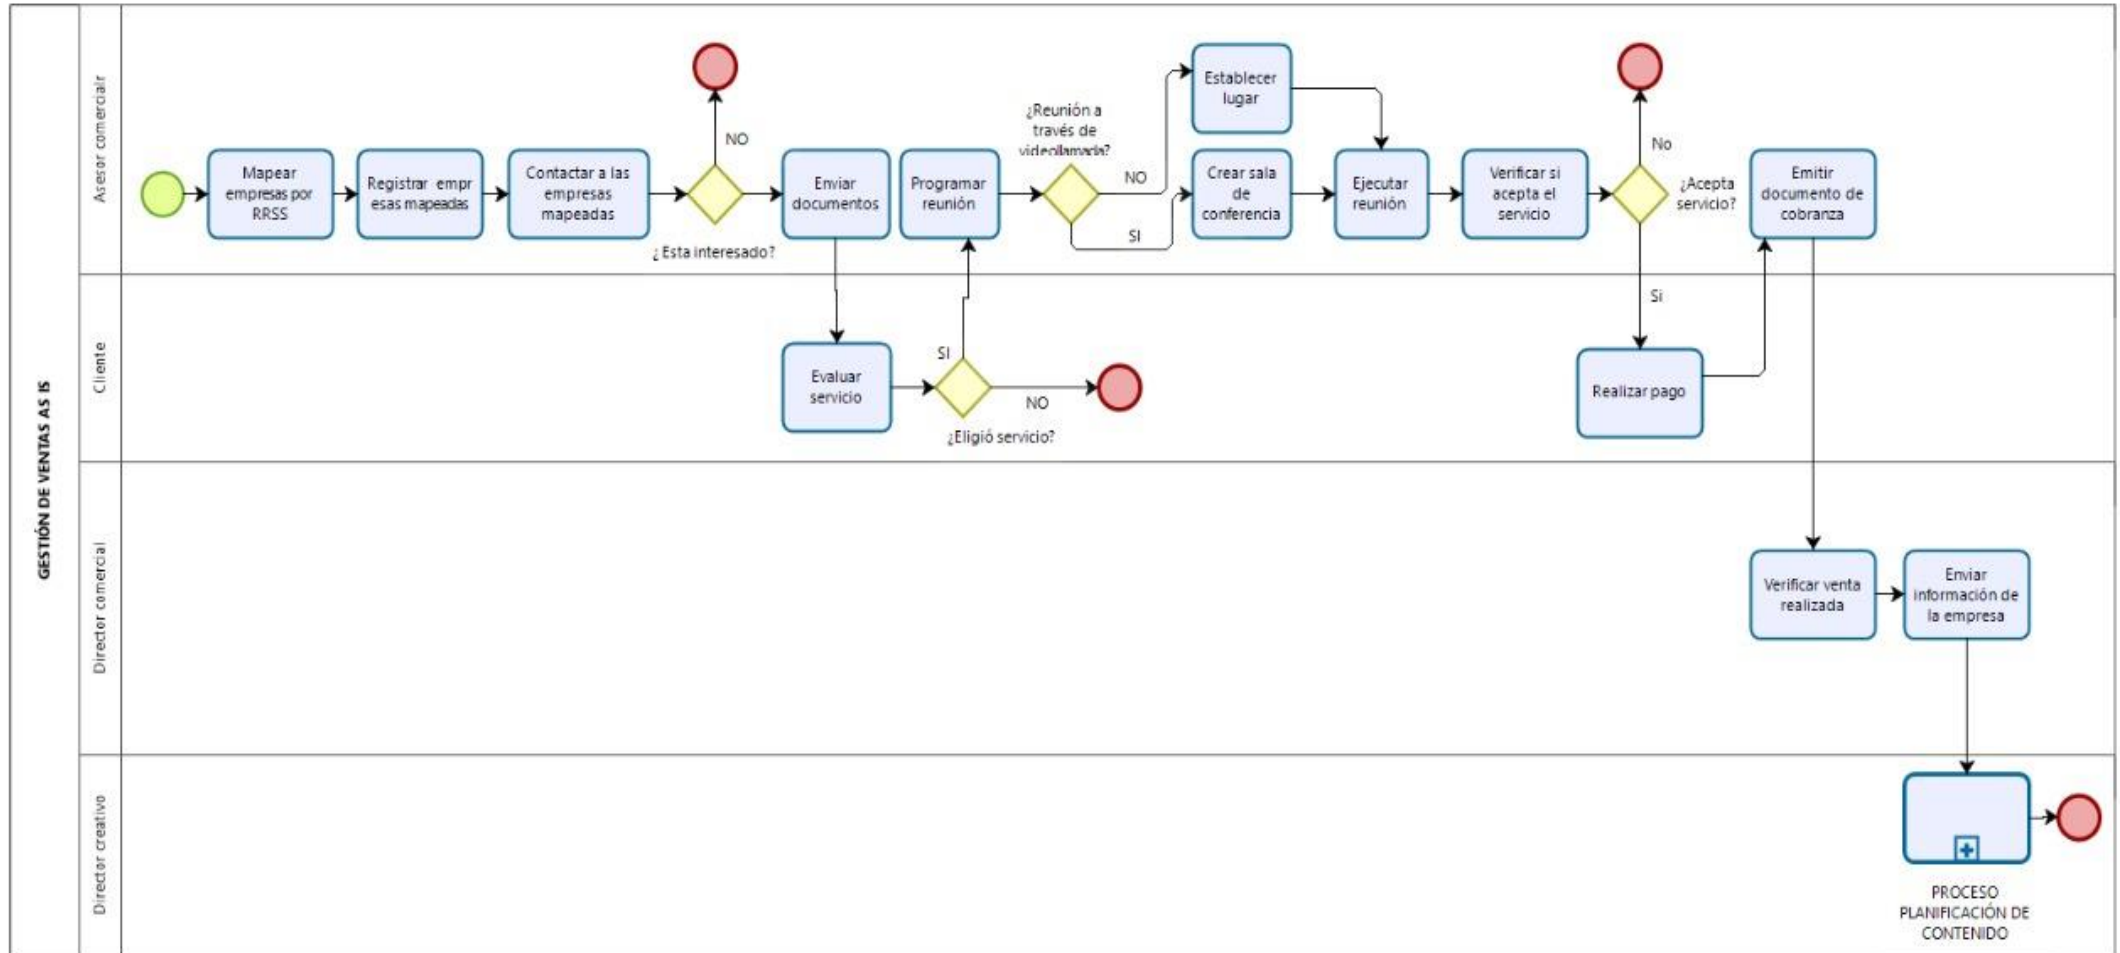 GESTIÓN DE VENTAS AS IS
Asesor comerciair
Mapear
empresas por
RRSS
Registrar empr
esas mapeadas
Contactar a las
empresas
mapeadas
NO
¿ Esta interesado?
Enviar
documentos
Programar
reunión
¿Reunión a
través de
videollamada?
NO
SI
Establecer
lugar
Crear sala
de
conferencia
Ejecutar
reunión
Verificar si
acepta el
servicio
No
¿Acepta
servicio?
Si
Emitir
documento de
cobranza
Cliente
Evaluar
servicio
SI
NO
¿Eligió servicio?
Realizar pago
Director comercial
Verificar venta
realizada
Enviar
información de
la empresa
Director creativo
PROCESO
PLANIFICACIÓN DE
CONTENIDO